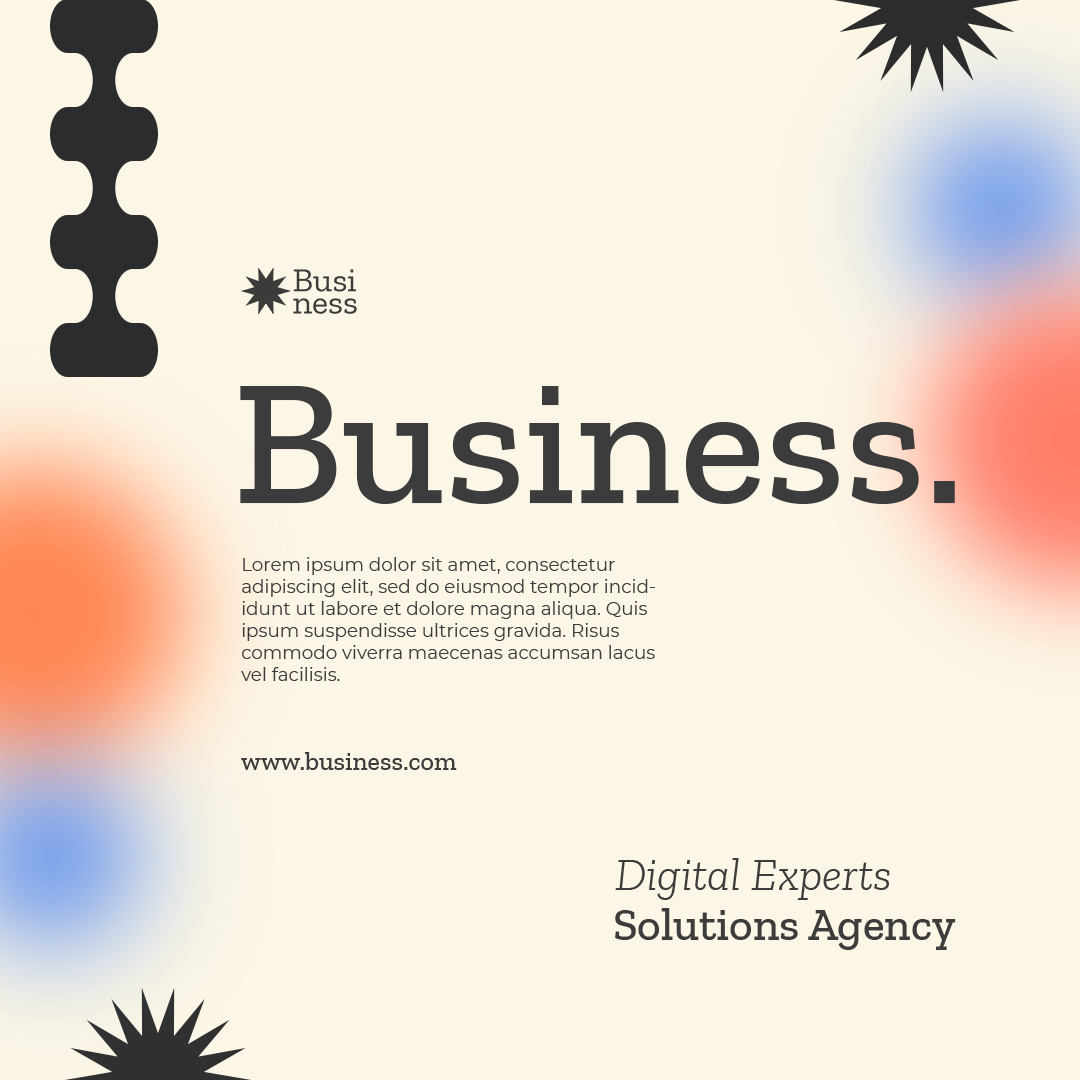 Busi
ness
Business.
Lorem ipsum dolor sit amet, consectetur
adipiscing elit, sed do eiusmod tempor incid-
idunt ut labore et dolore magna aliqua. Quis
ipsum suspendisse ultrices gravida. Risus
commodo viverra maecenas accumsan lacus
vel facilisis.
www.business.com
Digital Experts
Solutions Agency